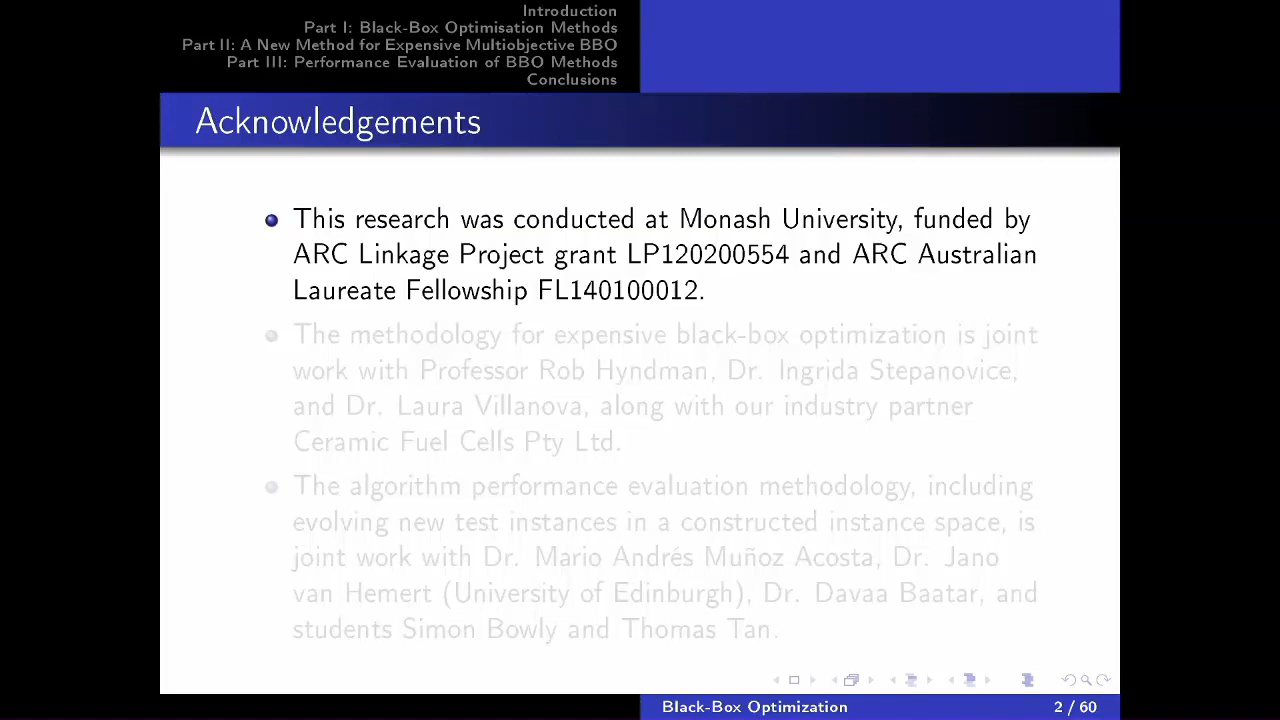 Introduction
Part I: Black-Box Optimisation Methods
Part II: A New Method for Expensive Multiobjective BBO
Part III: Performance Evaluation of BBO Methods
Conclusions
Acknowledgements
This research was conducted at Monash University, funded by
ARC Linkage Project grant LP120200554 and ARC Australian
Laureate Fellowship FL140100012.
The methodology for expensive black-box optimization is joint
work with Professor Rob Hyndman, Dr. Ingrida Stepanovice,
and Dr. Laura Villanova, along with our industry partner
Ceramic Fuel Cells Pty Ltd.
The algorithm performance evaluation methodology, including
evolving new test instances in a constructed instance space, is
joint work with Dr. Mario Andrés Muñoz Acosta, Dr. Jano
van Hemert (University of Edinburgh), Dr. Davaa Baatar, and
students Simon Bowly and Thomas Tan.
Black-Box Optimization
2 / 60